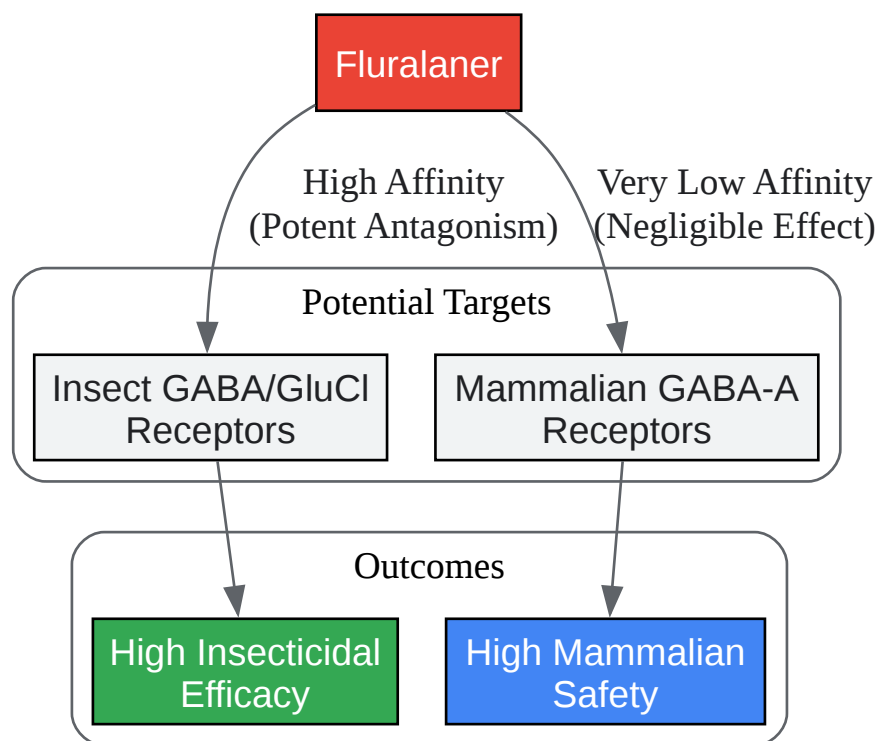 Fluralaner
High Affinity
(Potent Antagonism)
Very Low Affinity
(Negligible Effect)
Potential Targets
Insect GABA/GluCl
Receptors
Mammalian GABA-A
Receptors
Outcomes
High Insecticidal
Efficacy
High Mammalian
Safety